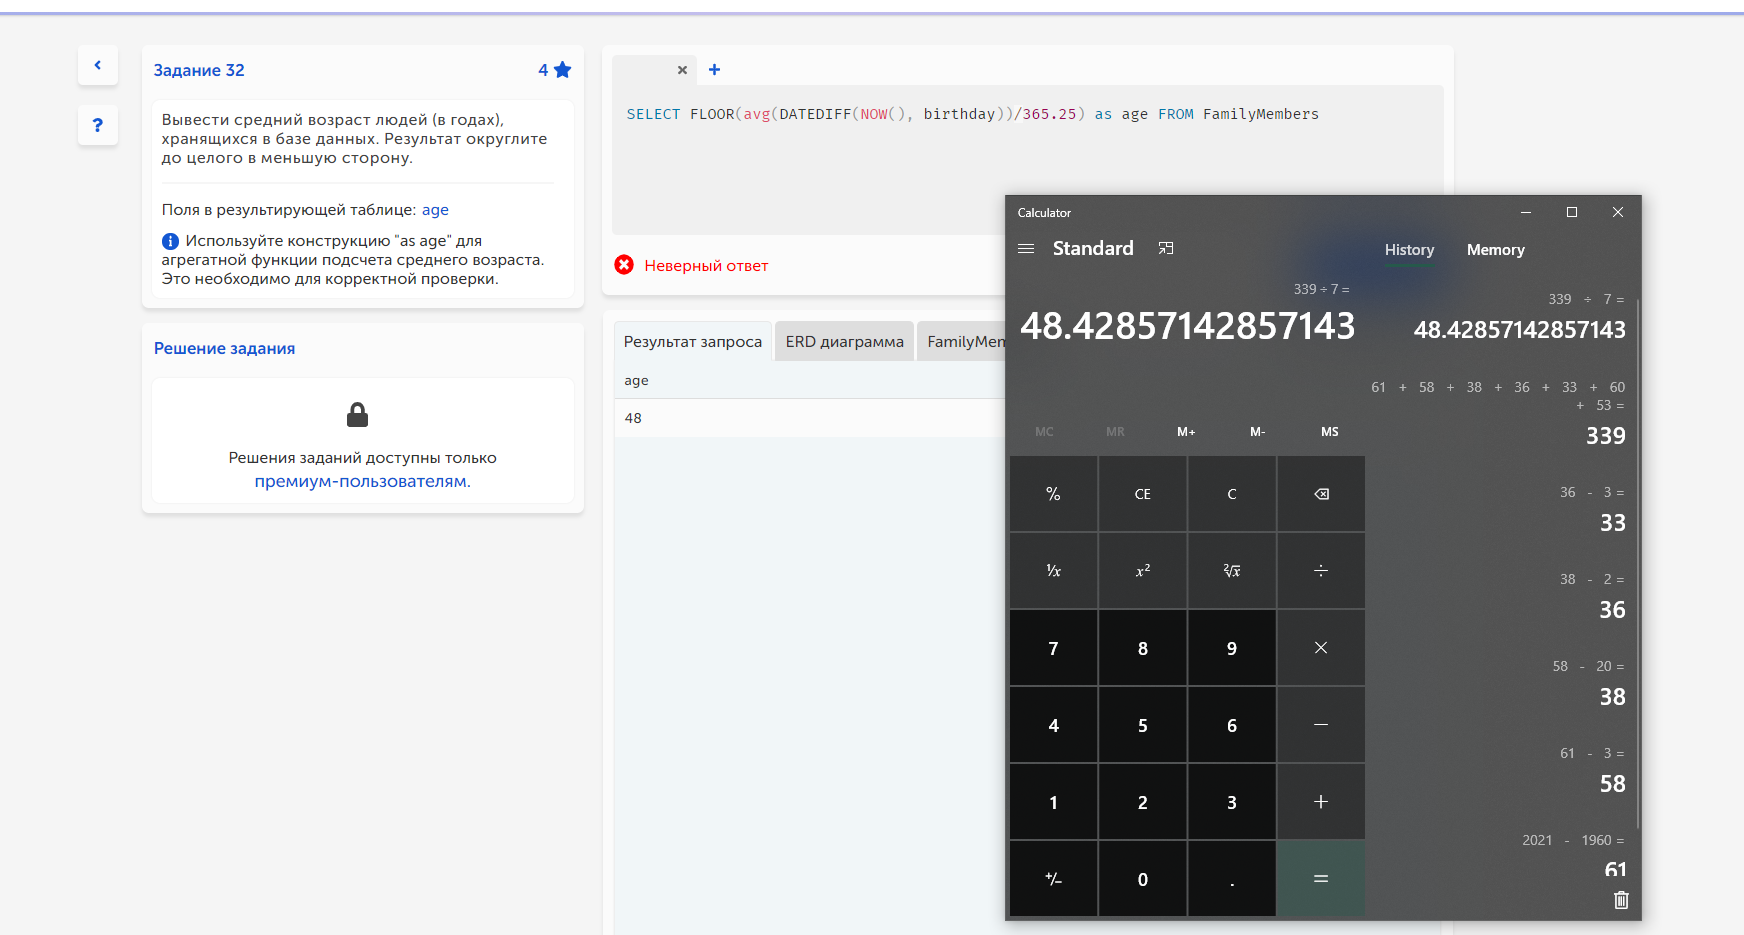 Задание 32
4
Вывести средний возраст людей (в годах),
хранящихся в базе данных. Результат округлите
до целого в меньшую сторону.
Поля в результирующей таблице: age
Используйте конструкцию "as age" для
агрегатной функции подсчета среднего возраста.
Это необходимо для корректной проверки.
Решение задания
Решения заданий доступны только
премиум-пользователям.
SELECT FLOOR(avg(DATEDIFF(NOW(), birthday))/365.25) as age FROM FamilyMembers
Неверный ответ
Результат запроса
ERD диаграмма
FamilyMem
age
48
Calculator
Standard
History
Memory
339 ÷ 7 =
48.42857142857143
MC
MR
M+
M-
MS
%
CE
C
⅟x
x²
²√x
÷
7
8
9
×
4
5
6
−
1
2
3
+
+/−
0
.
=
339 ÷ 7 =
48.42857142857143
61 + 58 + 38 + 36 + 33 + 60
+ 53 =
339
36 - 3 =
33
38 - 2 =
36
58 - 20 =
38
61 - 3 =
58
2021 - 1960 =
61